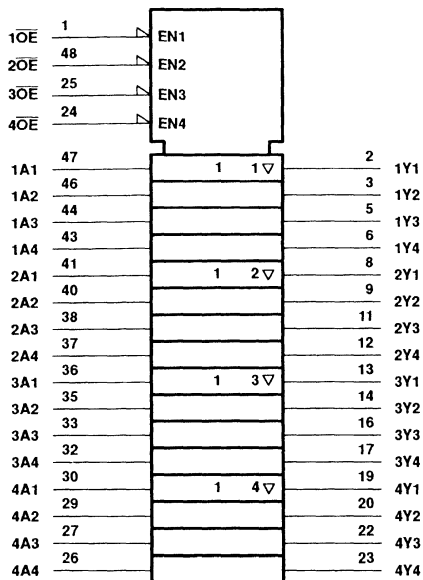 1O̅E̅ 1 EN1
2O̅E̅ 48 EN2
3O̅E̅ 25 EN3
4O̅E̅ 24 EN4
1A1 47 1 1▽ 2 1Y1
1A2 46 3 1Y2
1A3 44 5 1Y3
1A4 43 6 1Y4
2A1 41 1 2▽ 8 2Y1
2A2 40 9 2Y2
2A3 38 11 2Y3
2A4 37 12 2Y4
3A1 36 1 3▽ 13 3Y1
3A2 35 14 3Y2
3A3 33 16 3Y3
3A4 32 17 3Y4
4A1 30 1 4▽ 19 4Y1
4A2 29 20 4Y2
4A3 27 22 4Y3
4A4 26 23 4Y4